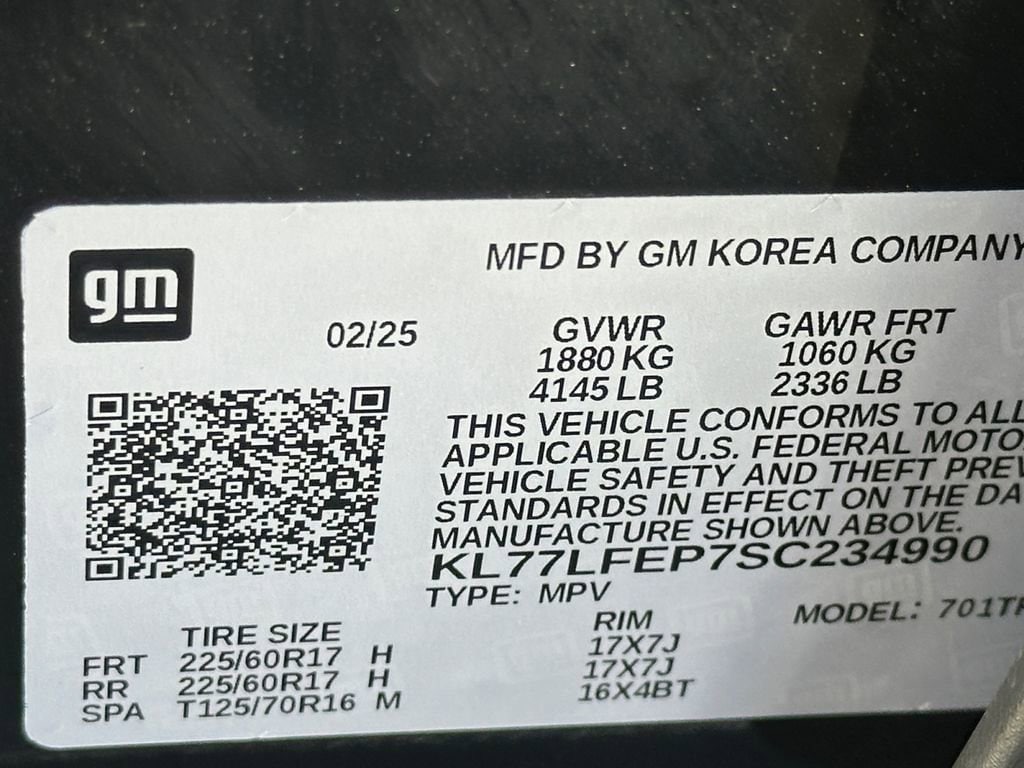 gm
MFD BY GM KOREA COMPANY
02/25
GVWR GAWR FRT
1880 KG 1060 KG
4145 LB 2336 LB
THIS VEHICLE CONFORMS TO ALL
APPLICABLE U.S. FEDERAL MOTO
VEHICLE SAFETY AND THEFT PREV
STANDARDS IN EFFECT ON THE DA
MANUFACTURE SHOWN ABOVE.
KL77LFEP7SC234990
TYPE: MPV MODEL: 701T
TIRE SIZE RIM
FRT 225/60R17 H 17X7J
RR 225/60R17 H 17X7J
SPA T125/70R16 M 16X4BT